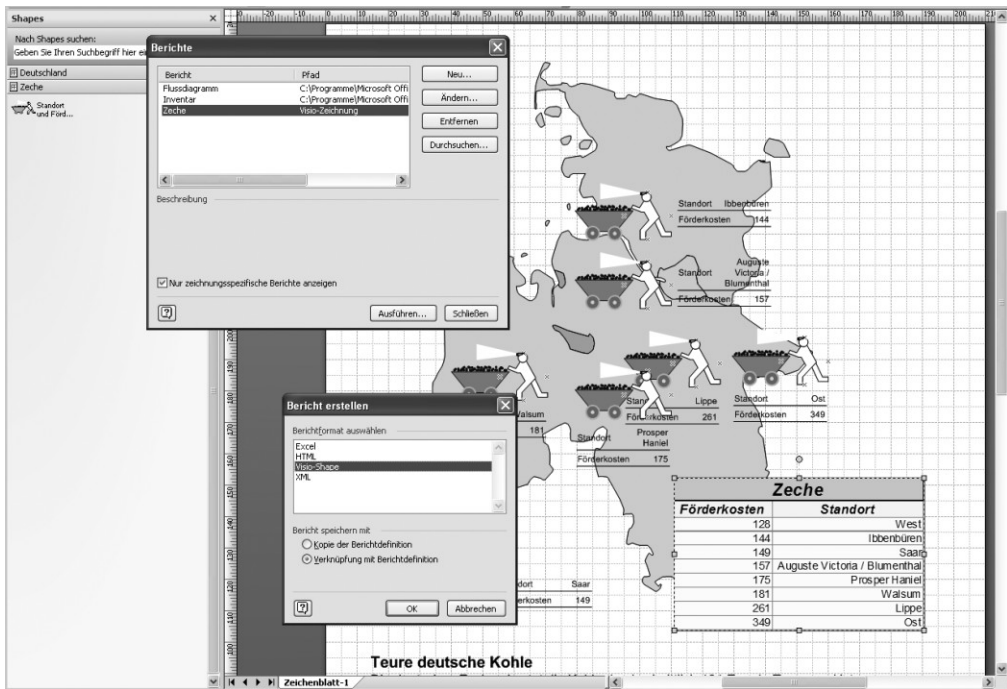 Shapes
Nach Shapes suchen:
Geben Sie Ihren Suchbegriff hier
Deutschland
Zeche
Standort
und Förd...
Berichte
Bericht Pfad
Flussdiagramm C:\Programme\Microsoft Offi
Inventar C:\Programme\Microsoft Offi
Zeche Visio-Zeichnung
Neu...
Ändern...
Entfernen
Durchsuchen...
Beschreibung
Nur zeichnungsspezifische Berichte anzeigen
Ausführen...
Schließen
Standort Ibbenbüren
Förderkosten 144
Standort Auguste
Victoria /
Blumenthal
Förderkosten 157
Walsum
181
Lippe
Förderkosten 261
Standort Ost
Förderkosten 349
Standort Prosper
Haniel
Förderkosten 175
Saar
149
Bericht erstellen
Berichtformat auswählen
Excel
HTML
Visio-Shape
XML
Bericht speichern mit
Kopie der Berichtdefinition
Verknüpfung mit Berichtdefinition
OK
Abbrechen
Zeche
Förderkosten Standort
128 West
144 Ibbenbüren
149 Saar
157 Auguste Victoria / Blumenthal
175 Prosper Haniel
181 Walsum
261 Lippe
349 Ost
Teure deutsche Kohle
Zeichenblatt-1